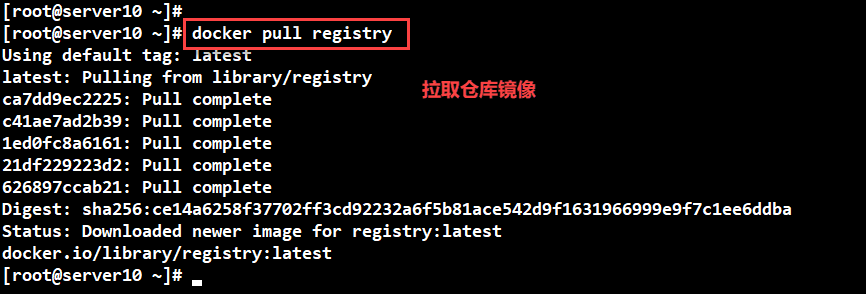 [root@server10 ~]#
[root@server10 ~]# docker pull registry
Using default tag: latest
latest: Pulling from library/registry
拉取仓库镜像
ca7dd9ec2225: Pull complete
c41ae7ad2b39: Pull complete
1ed0fc8a6161: Pull complete
21df229223d2: Pull complete
626897ccab21: Pull complete
Digest: sha256:ce14a6258f37702ff3cd92232a6f5b81ace542d9f1631966999e9f7c1ee6ddba
Status: Downloaded newer image for registry:latest
docker.io/library/registry:latest
[root@server10 ~]#